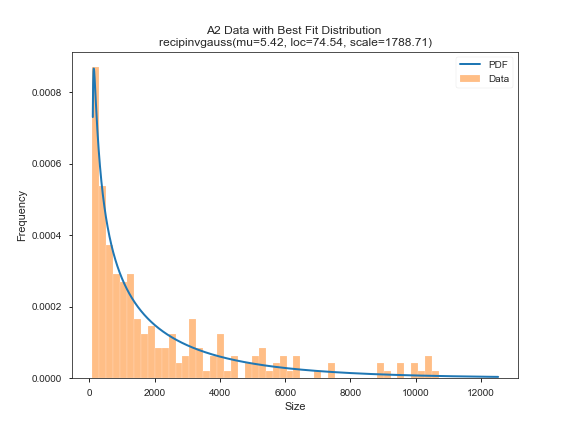 A2 Data with Best Fit Distribution
recipinvgauss(mu=5.42, loc=74.54, scale=1788.71)
PDF
Data
0.0008
0.0006
0.0004
0.0002
0.0000
Frequency
0
2000
4000
6000
8000
10000
12000
Size